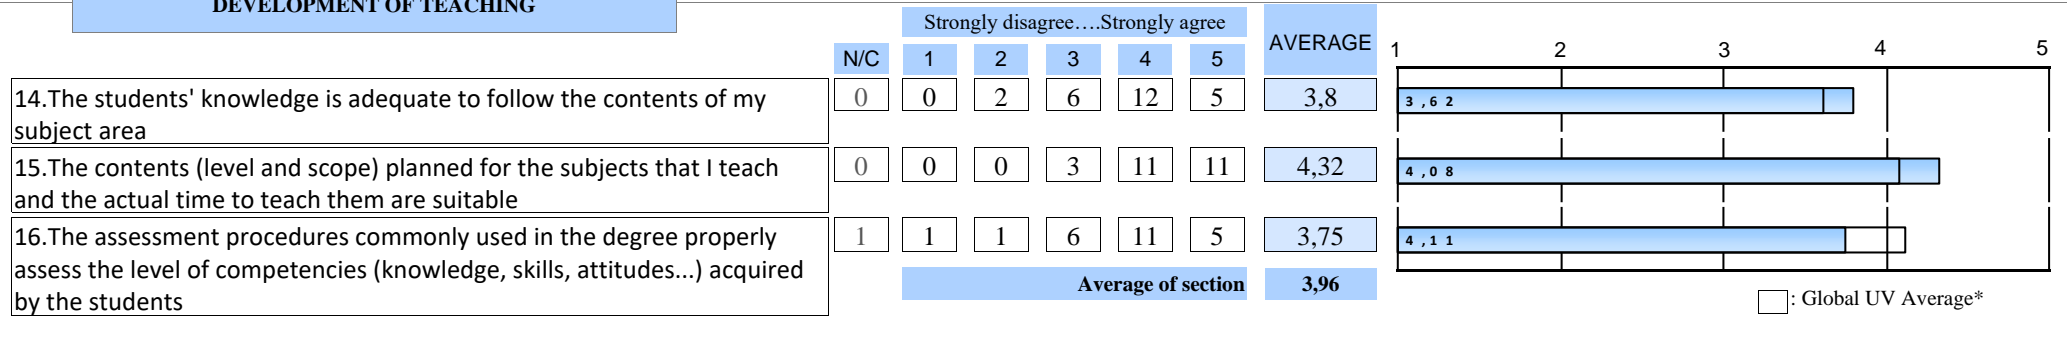 DEVELOPMENT OF TEACHING
Strongly disagree….Strongly agree
AVERAGE
N/C 1 2 3 4 5
1 2 3 4 5
14.The students' knowledge is adequate to follow the contents of my
subject area
0 0 2 6 12 5 3,8
3,62
15.The contents (level and scope) planned for the subjects that I teach
and the actual time to teach them are suitable
0 0 0 3 11 11 4,32
4,08
16.The assessment procedures commonly used in the degree properly
assess the level of competencies (knowledge, skills, attitudes...) acquired
by the students
1 1 1 6 11 5 3,75
4,11
Average of section 3,96
: Global UV Average*